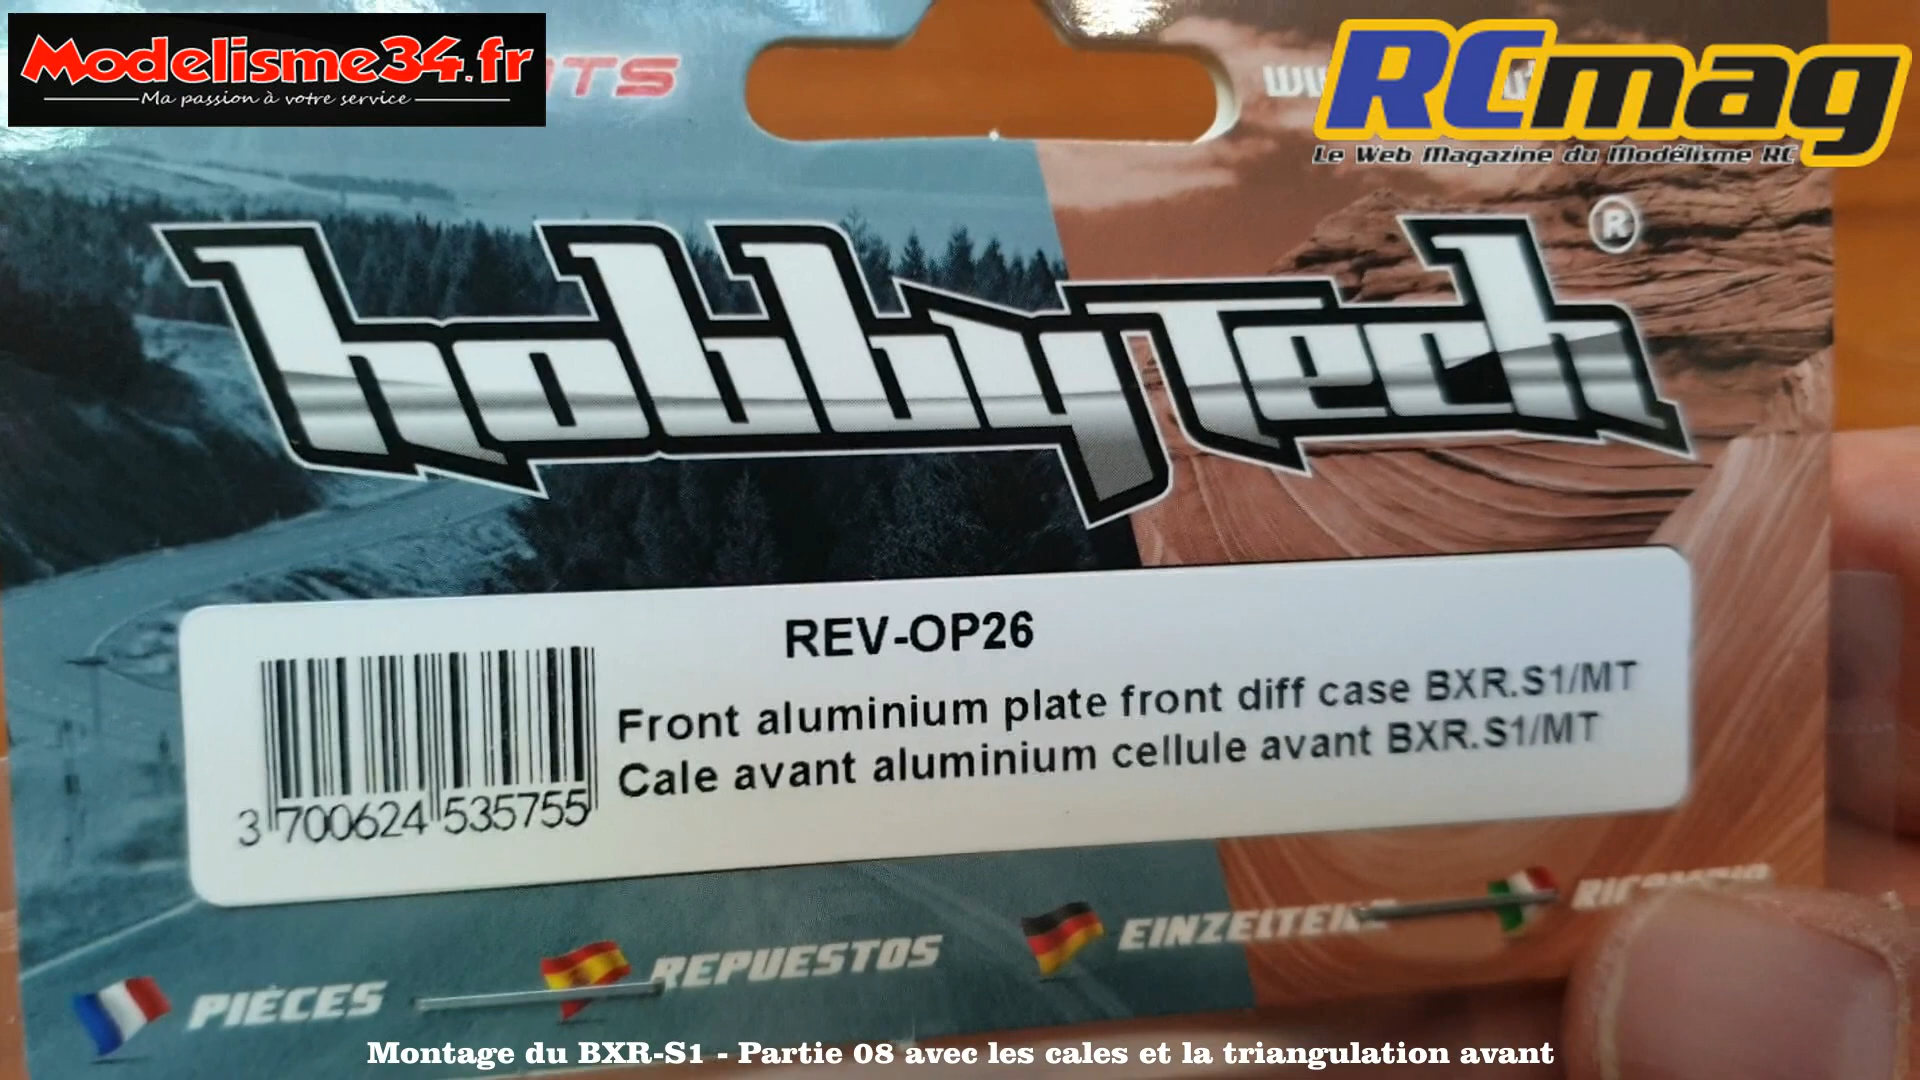 Modelisme34.fr
Ma passion à votre service
RCmag
Le Web Magazine du Modélisme RC
hobbytech
®
REV-OP26
Front aluminium plate front diff case BXR.S1/MT
Cale avant aluminium cellule avant BXR.S1/MT
3 700624 535755
PIÈCES
REPUESTOS
Montage du BXR-S1 - Partie 08 avec les cales et la triangulation avant